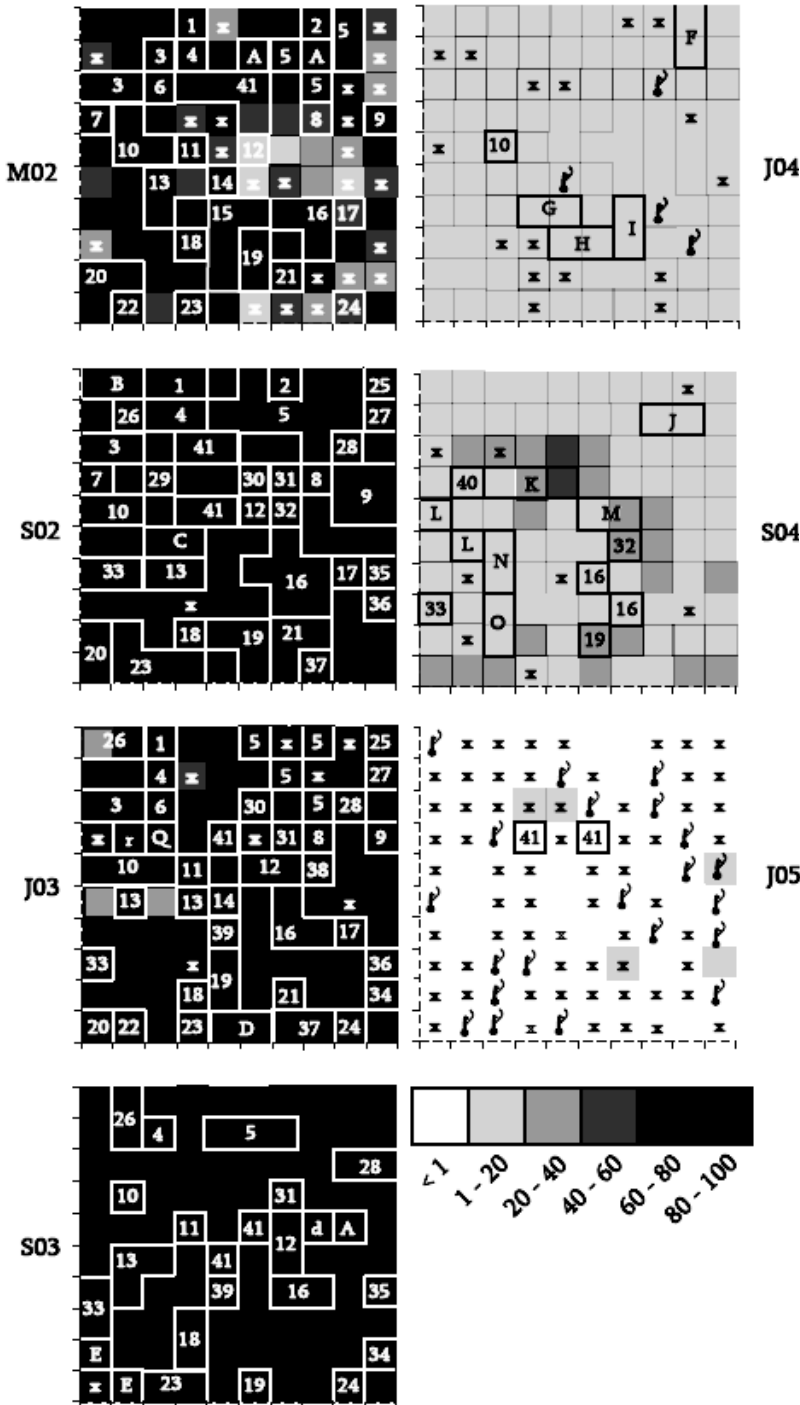 1 2 5
3 4 A 5 A
3 6 41 5
7 8 9
10 11 12
M02
13 14
15 16 17
18 19
20 21
22 23 24
F
10
J04
G I
H
B 1 2 25
26 4 5 27
3 41 28
7 29 30 31 8 9
10 41 12 32
S02
C
33 13 16 17 35
36
18 19 21
20 23 37
J
40 K
L M
S04
L N 32
16
33 O 16
19
26 1 5 5 25
4 5 27
3 6 30 5 28
r Q 41 31 8 9
10 11 12 38
J03
13 13 14
39 16 17
33 36
19
18 21 34
20 22 23 D 37 24
41 41
J05
26
4 5
28
10 31
11 41 d A
S03
12
13 41
39 16 35
33
18
E 34
E 23 19 24
< 1
1 - 20
20 - 40
40 - 60
60 - 80
80 - 100